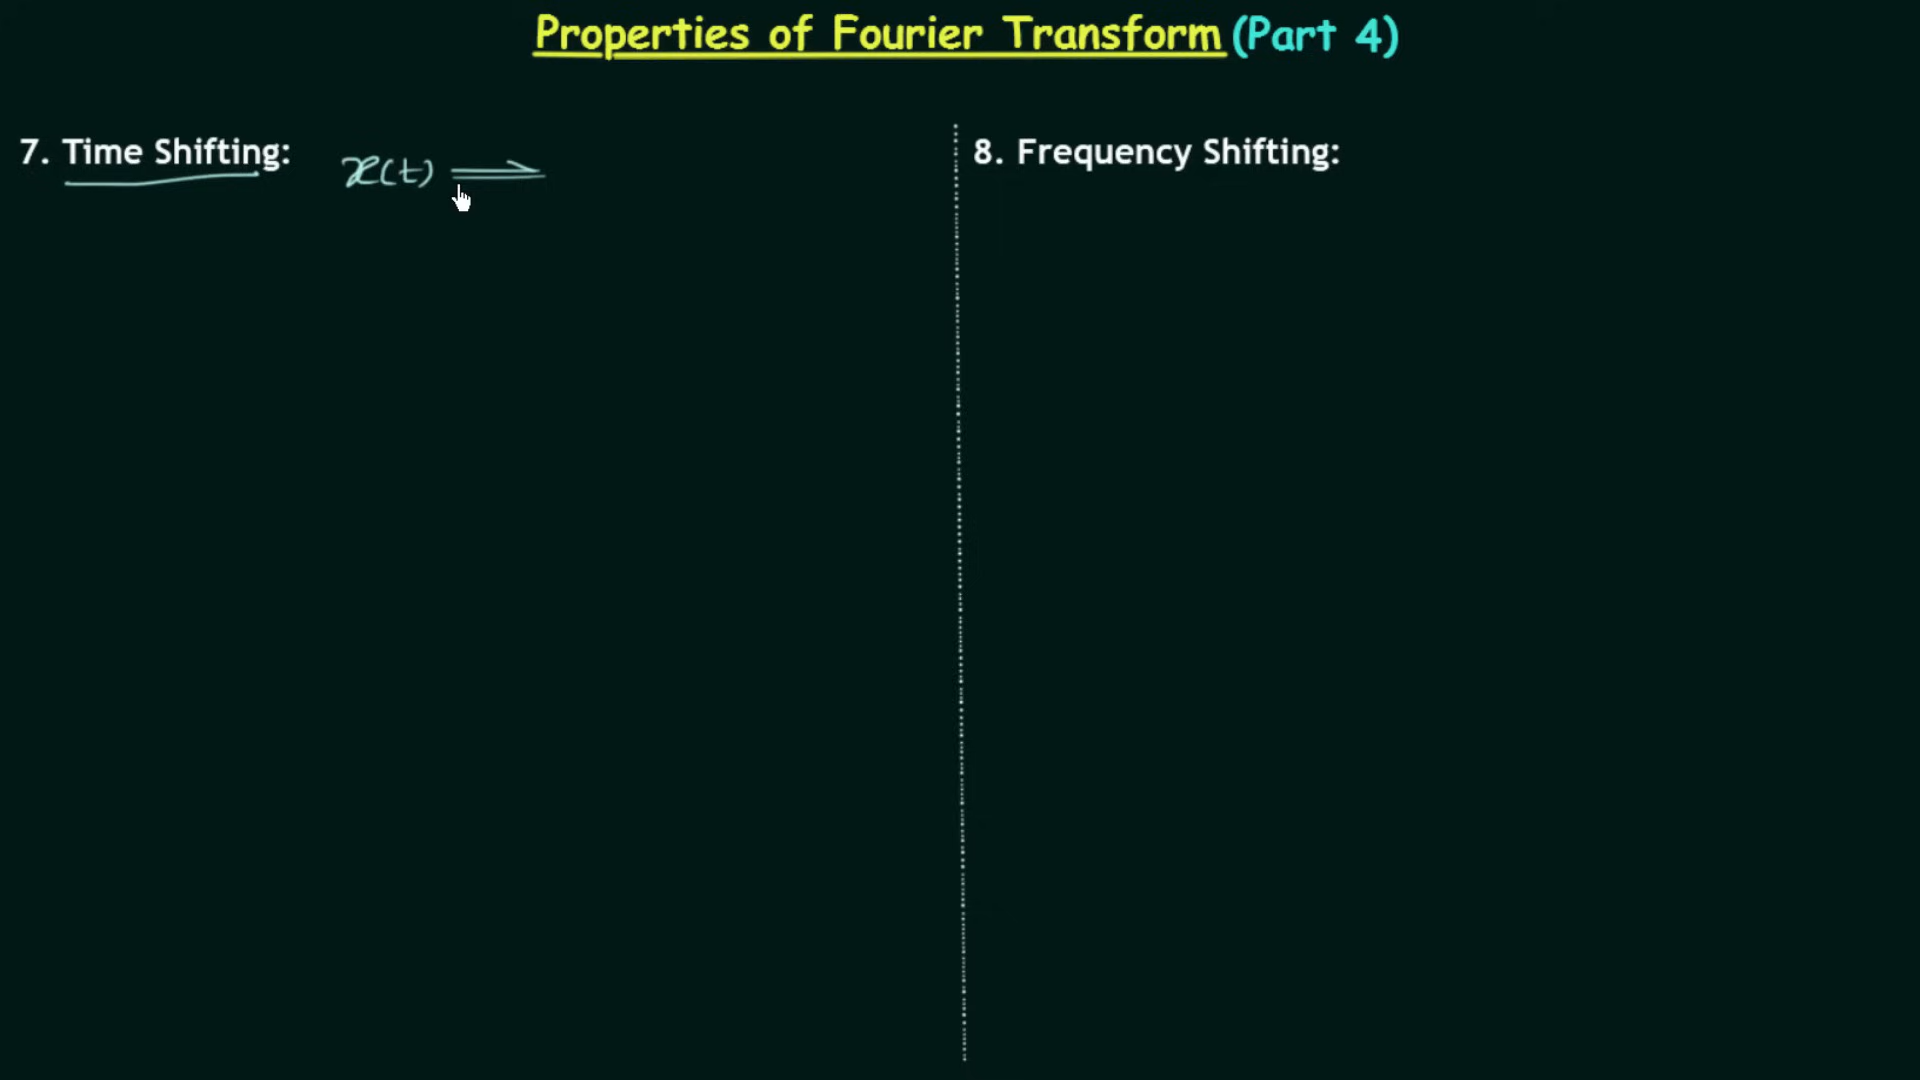 Properties of Fourier Transform (Part 4)
7. Time Shifting: x(t) ⇌
8. Frequency Shifting: